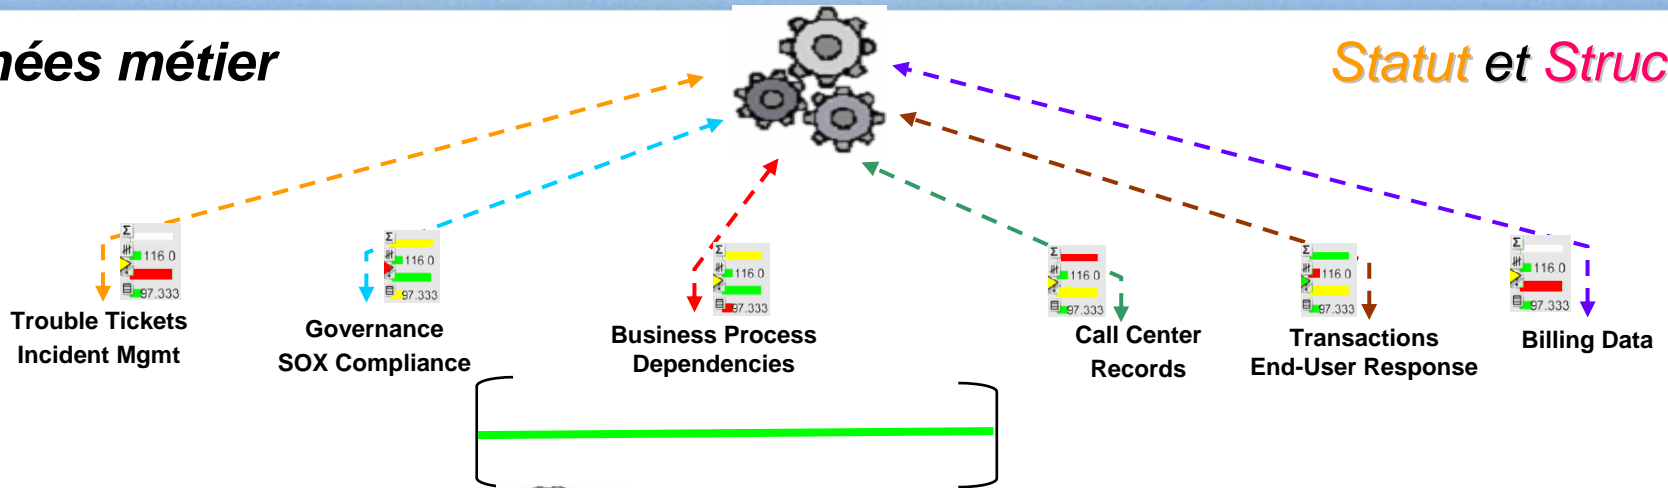 nées métier
Statut et Struc
Σ
116.0
97.333
Σ
116.0
97.333
Σ
116.0
97.333
Σ
116.0
97.333
Σ
116.0
97.333
Σ
116.0
97.333
Trouble Tickets
Incident Mgmt
Governance
SOX Compliance
Business Process
Dependencies
Call Center
Records
Transactions
End-User Response
Billing Data